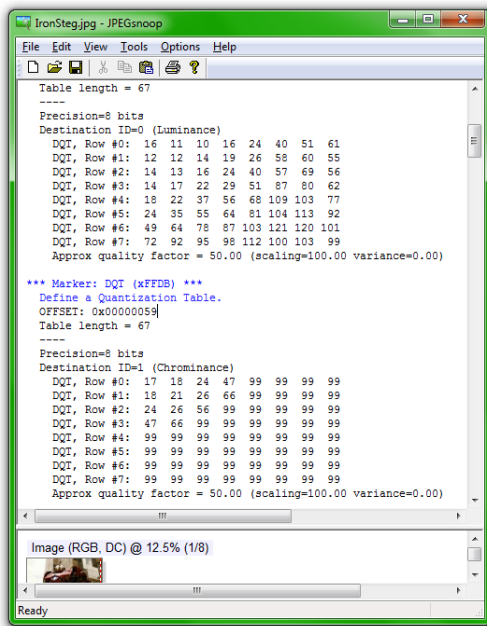 IronSteg.jpg - JPEGsnoop
File Edit View Tools Options Help
Table length = 67
----
Precision=8 bits
Destination ID=0 (Luminance)
DQT, Row #0: 16 11 10 16 24 40 51 61
DQT, Row #1: 12 12 14 19 26 58 60 55
DQT, Row #2: 14 13 16 24 40 57 69 56
DQT, Row #3: 14 17 22 29 51 87 80 62
DQT, Row #4: 18 22 37 56 68 109 103 77
DQT, Row #5: 24 35 55 64 81 104 113 92
DQT, Row #6: 49 64 78 87 103 121 120 101
DQT, Row #7: 72 92 95 98 112 100 103 99
Approx quality factor = 50.00 (scaling=100.00 variance=0.00)
*** Marker: DQT (xFFDB) ***
Define a Quantization Table.
OFFSET: 0x00000059
Table length = 67
----
Precision=8 bits
Destination ID=1 (Chrominance)
DQT, Row #0: 17 18 24 47 99 99 99 99
DQT, Row #1: 18 21 26 66 99 99 99 99
DQT, Row #2: 24 26 56 99 99 99 99 99
DQT, Row #3: 47 66 99 99 99 99 99 99
DQT, Row #4: 99 99 99 99 99 99 99 99
DQT, Row #5: 99 99 99 99 99 99 99 99
DQT, Row #6: 99 99 99 99 99 99 99 99
DQT, Row #7: 99 99 99 99 99 99 99 99
Approx quality factor = 50.00 (scaling=100.00 variance=0.00)
Image (RGB, DC) @ 12.5% (1/8)
Ready